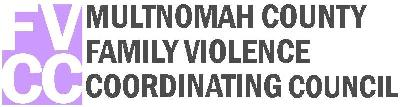 FV
CC
MULTNOMAH COUNTY
FAMILY VIOLENCE
COORDINATING COUNCIL